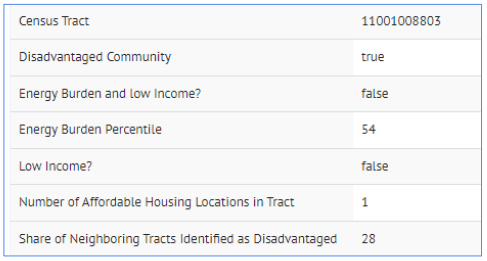 Census Tract 11001008803
Disadvantaged Community true
Energy Burden and low Income? false
Energy Burden Percentile 54
Low Income? false
Number of Affordable Housing Locations in Tract 1
Share of Neighboring Tracts Identified as Disadvantaged 28